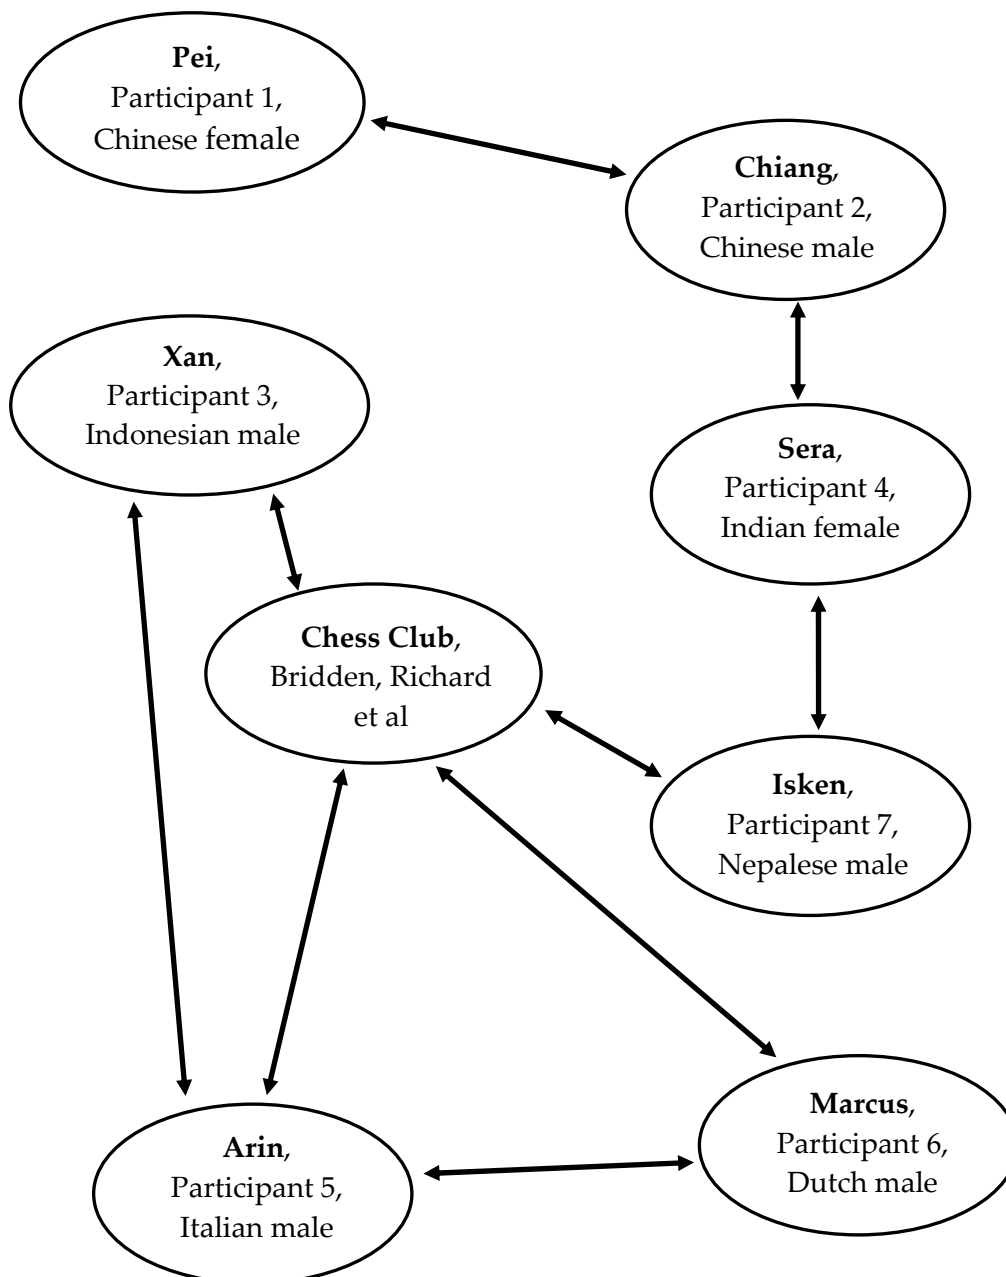 Pei,
Participant 1,
Chinese female
Chiang,
Participant 2,
Chinese male
Xan,
Participant 3,
Indonesian male
Sera,
Participant 4,
Indian female
Chess Club,
Bridden, Richard
et al
Isken,
Participant 7,
Nepalese male
Marcus,
Participant 6,
Dutch male
Arin,
Participant 5,
Italian male